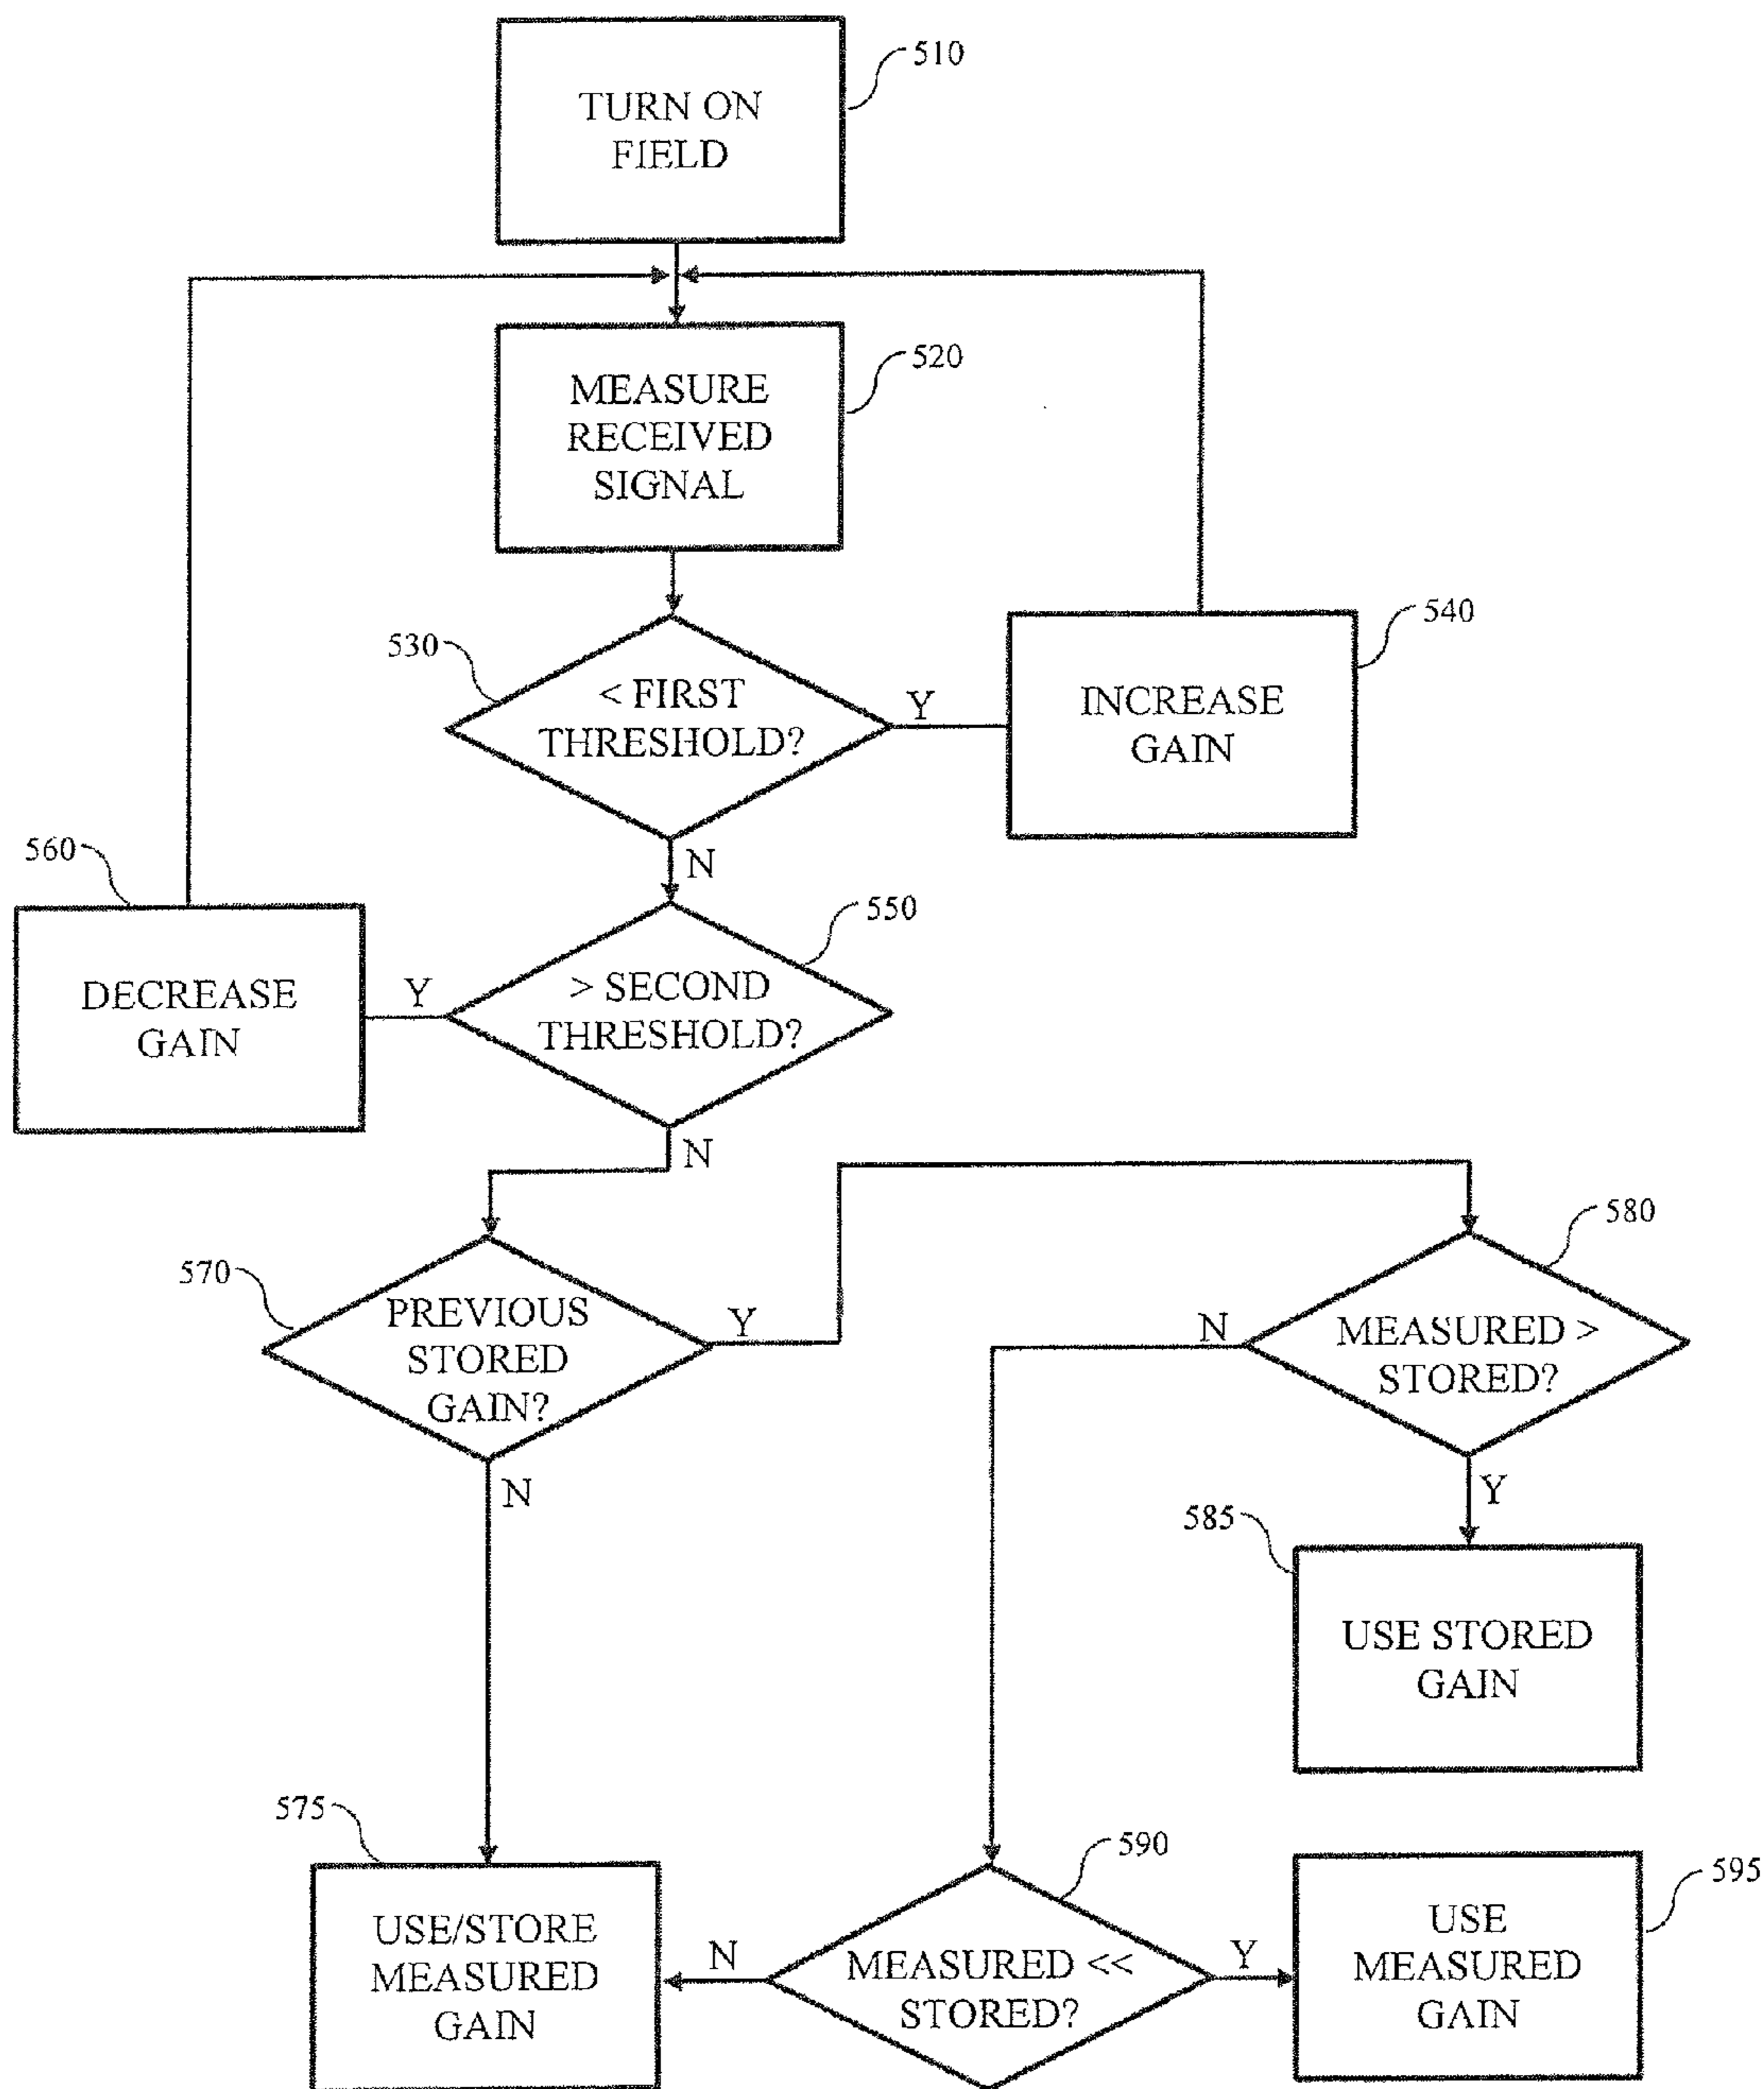 510
TURN ON
FIELD
520
MEASURE
RECEIVED
SIGNAL
530
< FIRST
THRESHOLD?
Y
540
INCREASE
GAIN
N
560
DECREASE
GAIN
Y
550
> SECOND
THRESHOLD?
N
570
PREVIOUS
STORED
GAIN?
Y
N
580
MEASURED >
STORED?
N
Y
585
USE STORED
GAIN
575
USE/STORE
MEASURED
GAIN
N
590
MEASURED <<
STORED?
Y
595
USE
MEASURED
GAIN